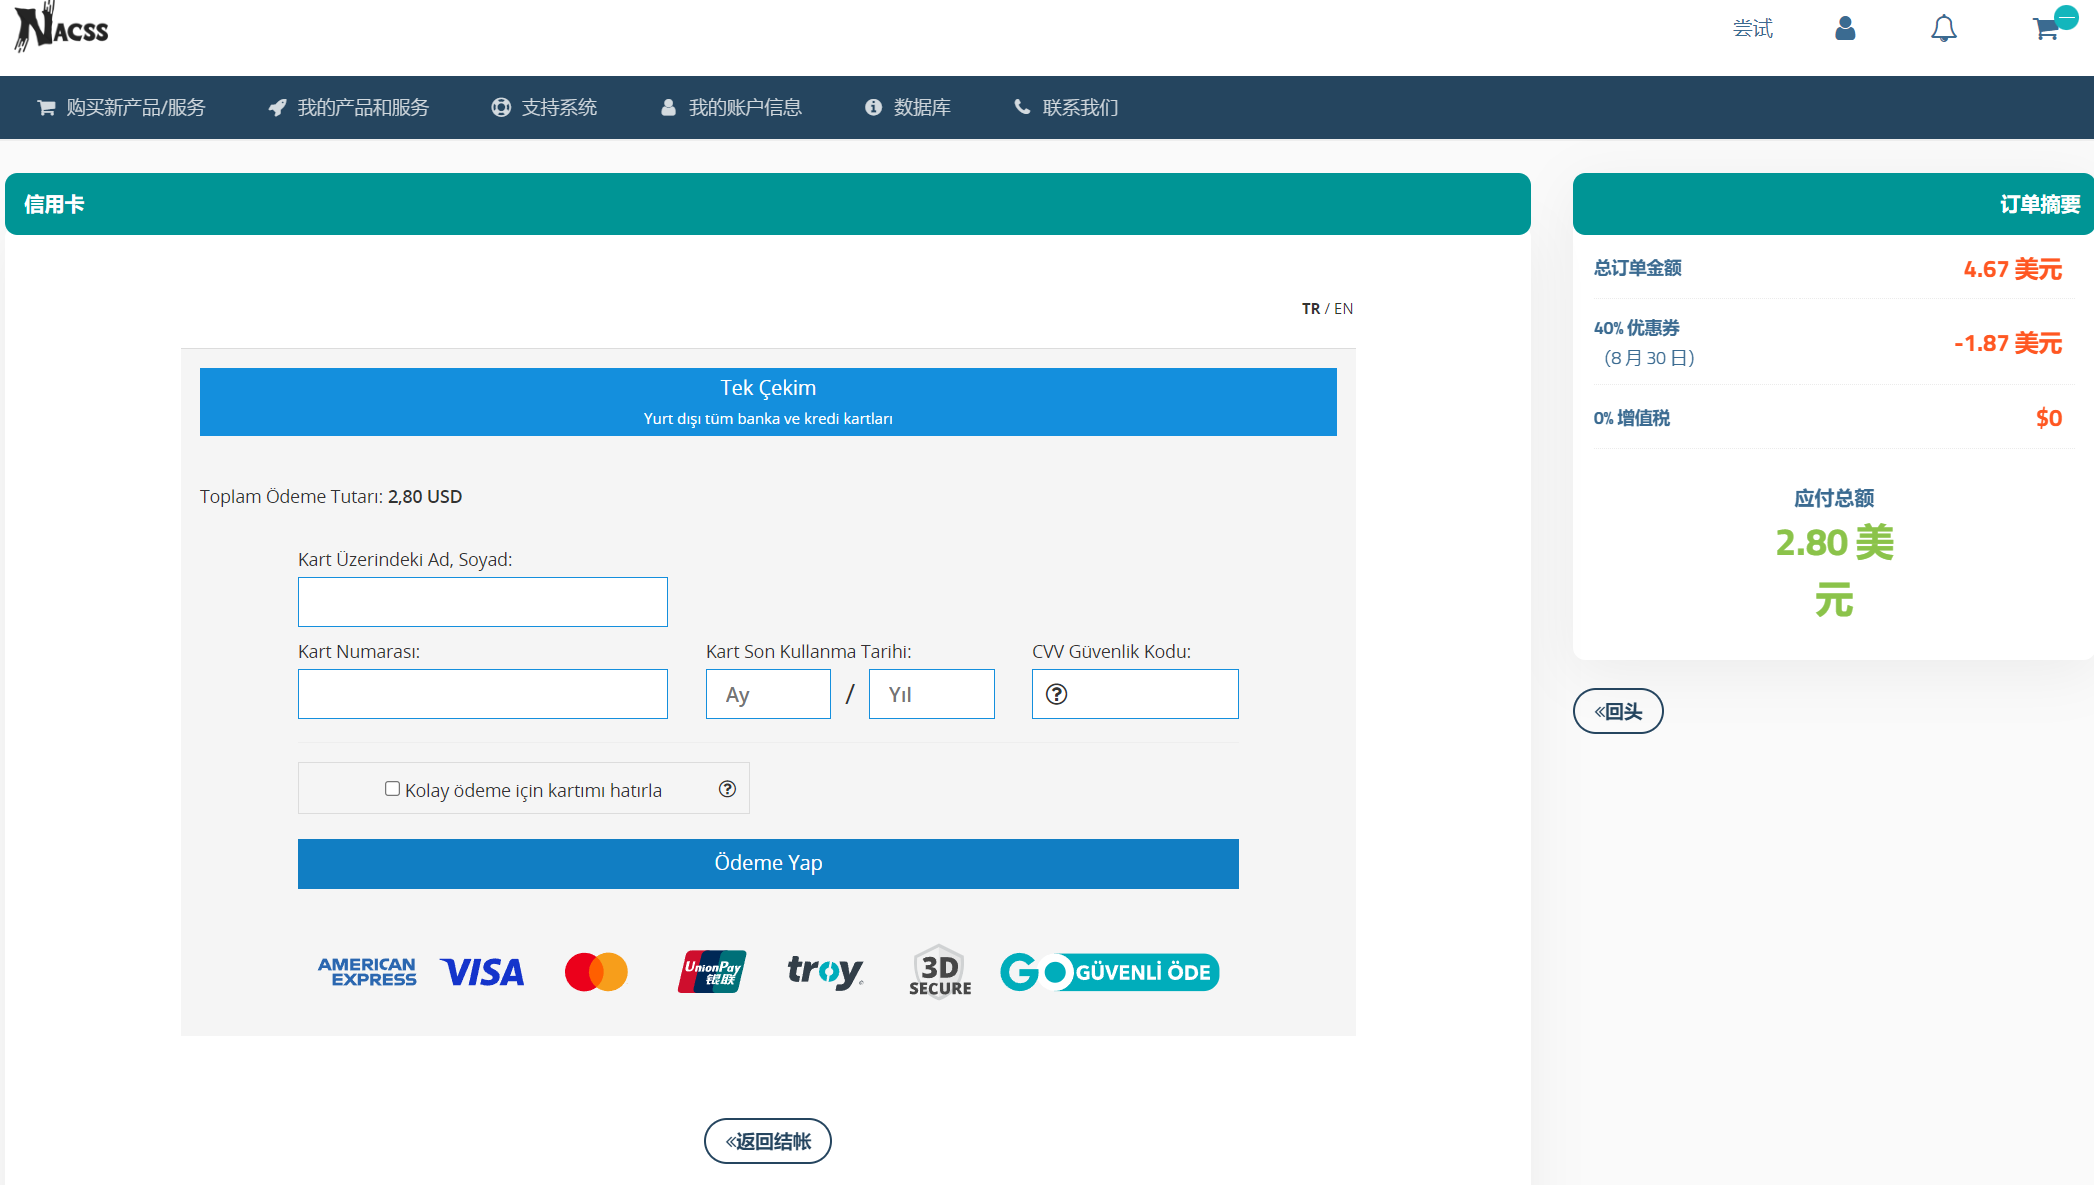 NACSS
尝试
购买新产品/服务
我的产品和服务
支持系统
我的账户信息
数据库
联系我们
信用卡
TR / EN
Tek Çekim
Yurt dışı tüm banka ve kredi kartları
Toplam Ödeme Tutarı: 2,80 USD
Kart Üzerindeki Ad, Soyad:
Kart Numarası:
Kart Son Kullanma Tarihi:
CVV Güvenlik Kodu:
Ay / Yıl
Kolay ödeme için kartımı hatırla
Ödeme Yap
AMERICAN
EXPRESS
VISA
UnionPay
银联
troy
3D
SECURE
GO GÜVENLİ ÖDE
«返回结帐
订单摘要
总订单金额
4.67 美元
40% 优惠券
（8 月 30 日）
-1.87 美元
0% 增值税
$0
应付总额
2.80 美
元
«回头